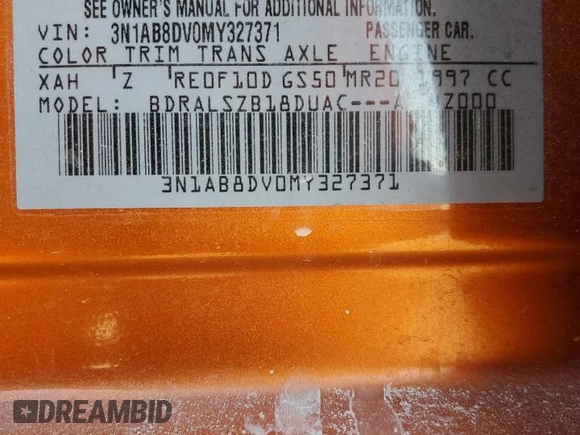 SEE OWNER'S MANUAL FOR ADDITIONAL INFORMATION.
VIN: 3N1AB8DV0MY327371 PASSENGER CAR.
COLOR TRIM TRANS AXLE ENGINE
XAH Z RE0F10D GS50 MR20 1997 CC
MODEL: BDRALSZB18DUAC---
3N1AB8DV0MY327371
DREAMBID